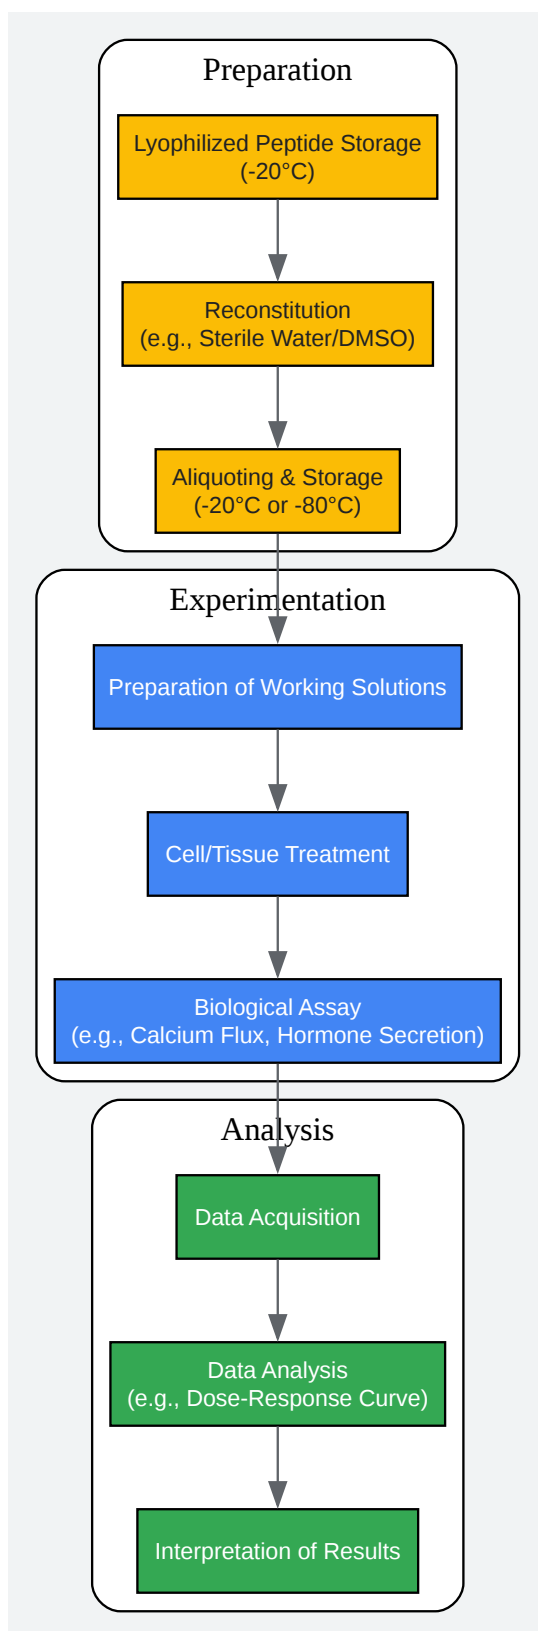 Preparation
Lyophilized Peptide Storage
(-20°C)
Reconstitution
(e.g., Sterile Water/DMSO)
Aliquoting & Storage
(-20°C or -80°C)
Experimentation
Preparation of Working Solutions
Cell/Tissue Treatment
Biological Assay
(e.g., Calcium Flux, Hormone Secretion)
Analysis
Data Acquisition
Data Analysis
(e.g., Dose-Response Curve)
Interpretation of Results